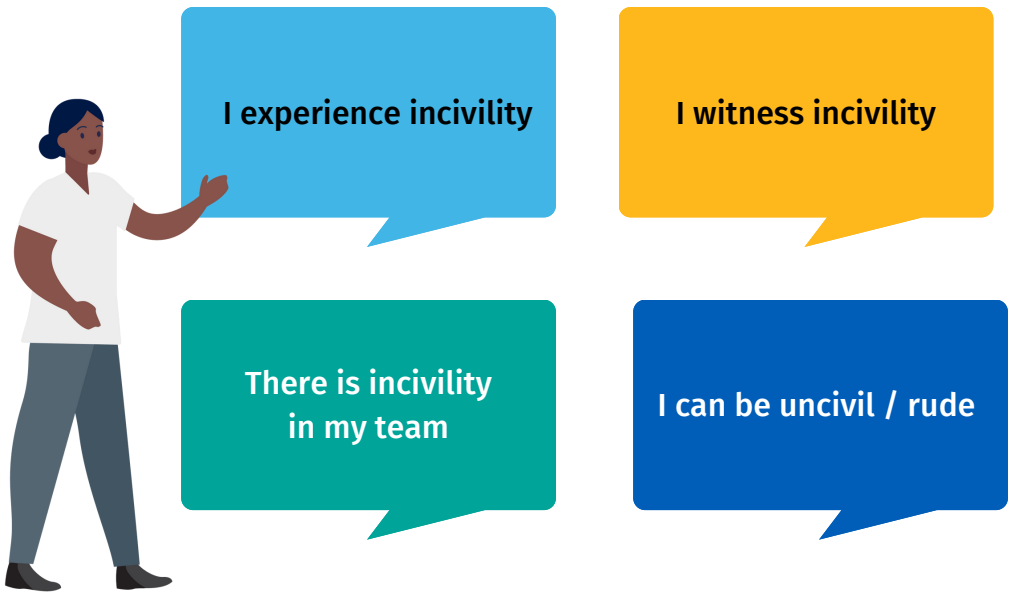 I experience incivility
I witness incivility
There is incivility
in my team
I can be uncivil / rude